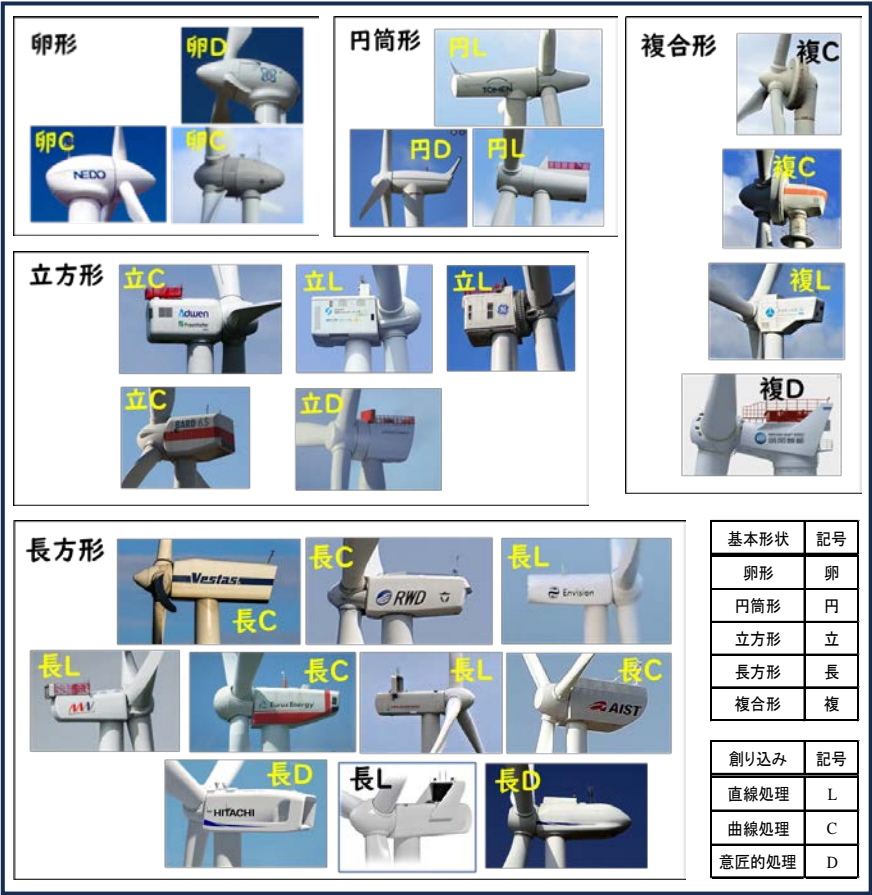 卵形
卵D
卵C
NEDO
卵C
円筒形
円L
TOMEN
円D
円L
複合形
複C
複C
複L
複D
立方形
立C
Adwen
Fraunhofer
立L
立L
立C
BARD 6.5
立D
長方形
Vestas
長C
長C
RWD
長L
Envision
長L
長C
Eurus Energy
長L
長C
AIST
長D
HITACHI
長L
長D
基本形状 記号
卵形 卵
円筒形 円
立方形 立
長方形 長
複合形 複
創り込み 記号
直線処理 L
曲線処理 C
意匠的処理 D